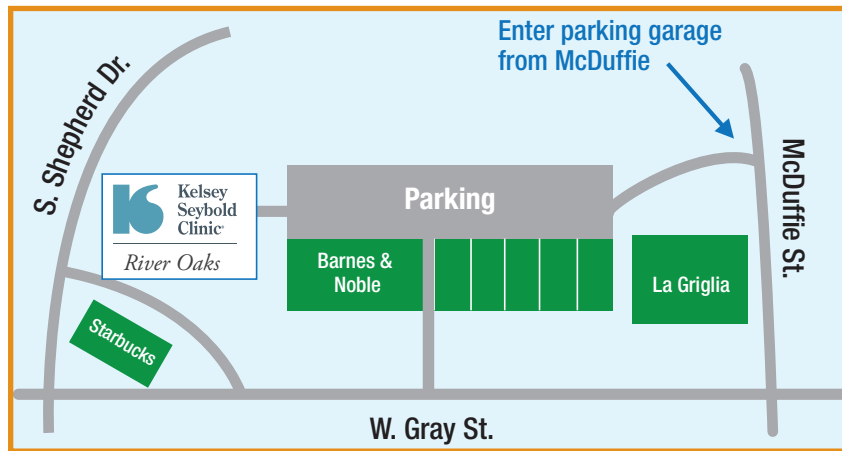 Enter parking garage
from McDuffie
S. Shepherd Dr.
McDuffie St.
Kelsey
Seybold
Clinic®
River Oaks
Parking
Barnes &
Noble
La Griglia
Starbucks
W. Gray St.